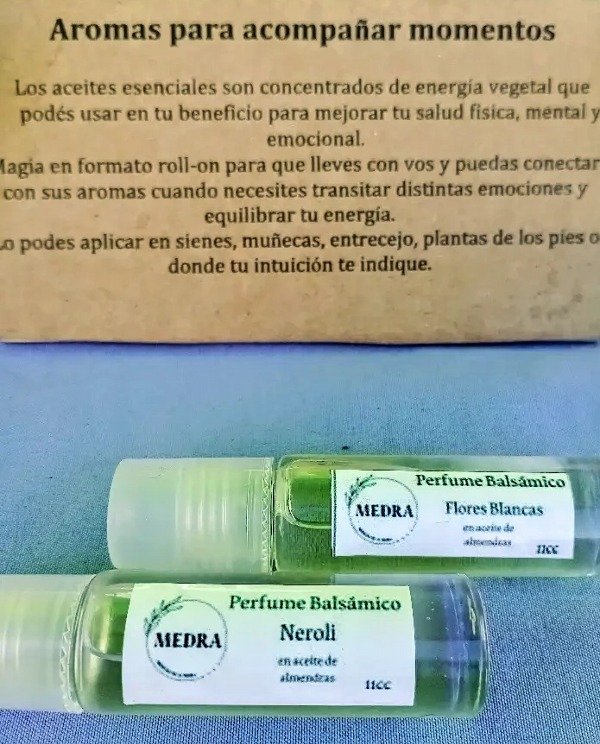 Aromas para acompañar momentos
Los aceites esenciales son concentrados de energía vegetal que
podés usar en tu beneficio para mejorar tu salud física, mental y
emocional.
Magia en formato roll-on para que lleves con vos y puedas conectar
con sus aromas cuando necesites transitar distintas emociones y
equilibrar tu energía.
Lo podes aplicar en sienes, muñecas, entrecejo, plantas de los pies o
donde tu intuición te indique.
Perfume Balsámico
MEDRA
Flores Blancas
en aceite de
almendras
11CC
Perfume Balsámico
MEDRA
Neroli
en aceite de
almendras
11CC